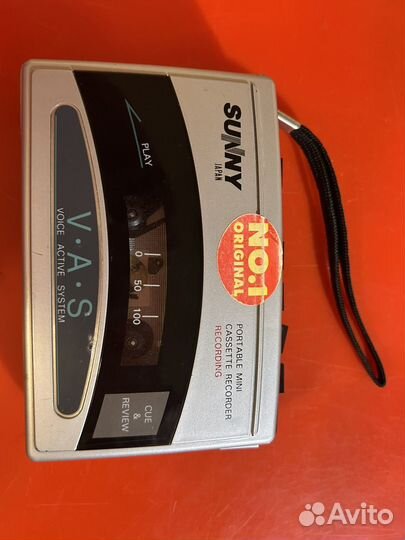 SUNNY
JAPAN
NO.1
ORIGINAL
PORTABLE MINI
CASSETTE RECORDER
RECORDING
PLAY
0 50 100
CUE
&
REVIEW
V·A·S
VOICE ACTIVE SYSTEM
Avito